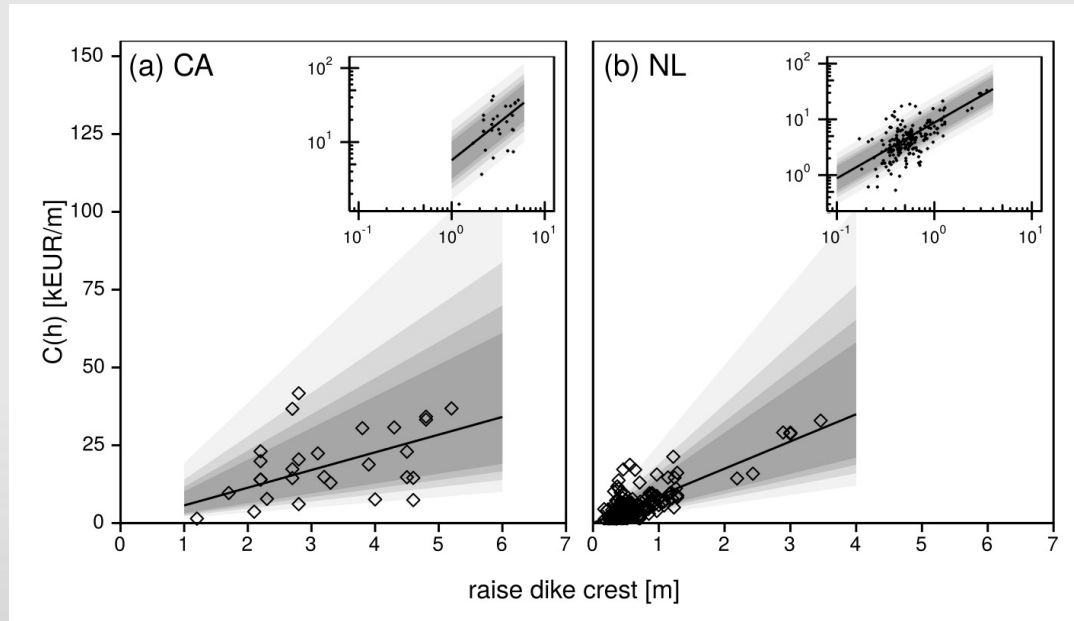 (a) CA
(b) NL
C(h) [kEUR/m]
150
125
100
75
50
25
0
0 1 2 3 4 5 6 7
0 1 2 3 4 5 6 7
raise dike crest [m]
10²
10¹
10⁻¹ 10⁰ 10¹
10²
10¹
10⁰
10⁻¹ 10⁰ 10¹